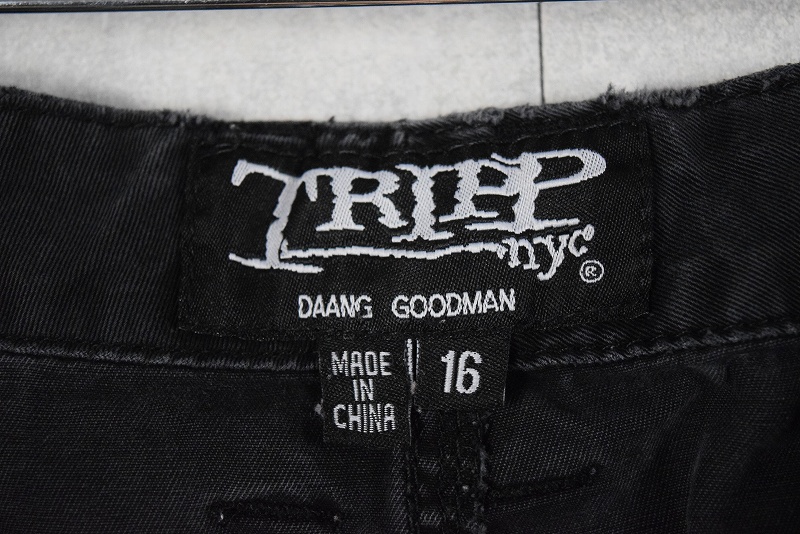 TRIPP
nyc®
DAANG GOODMAN
MADE
IN
CHINA
16